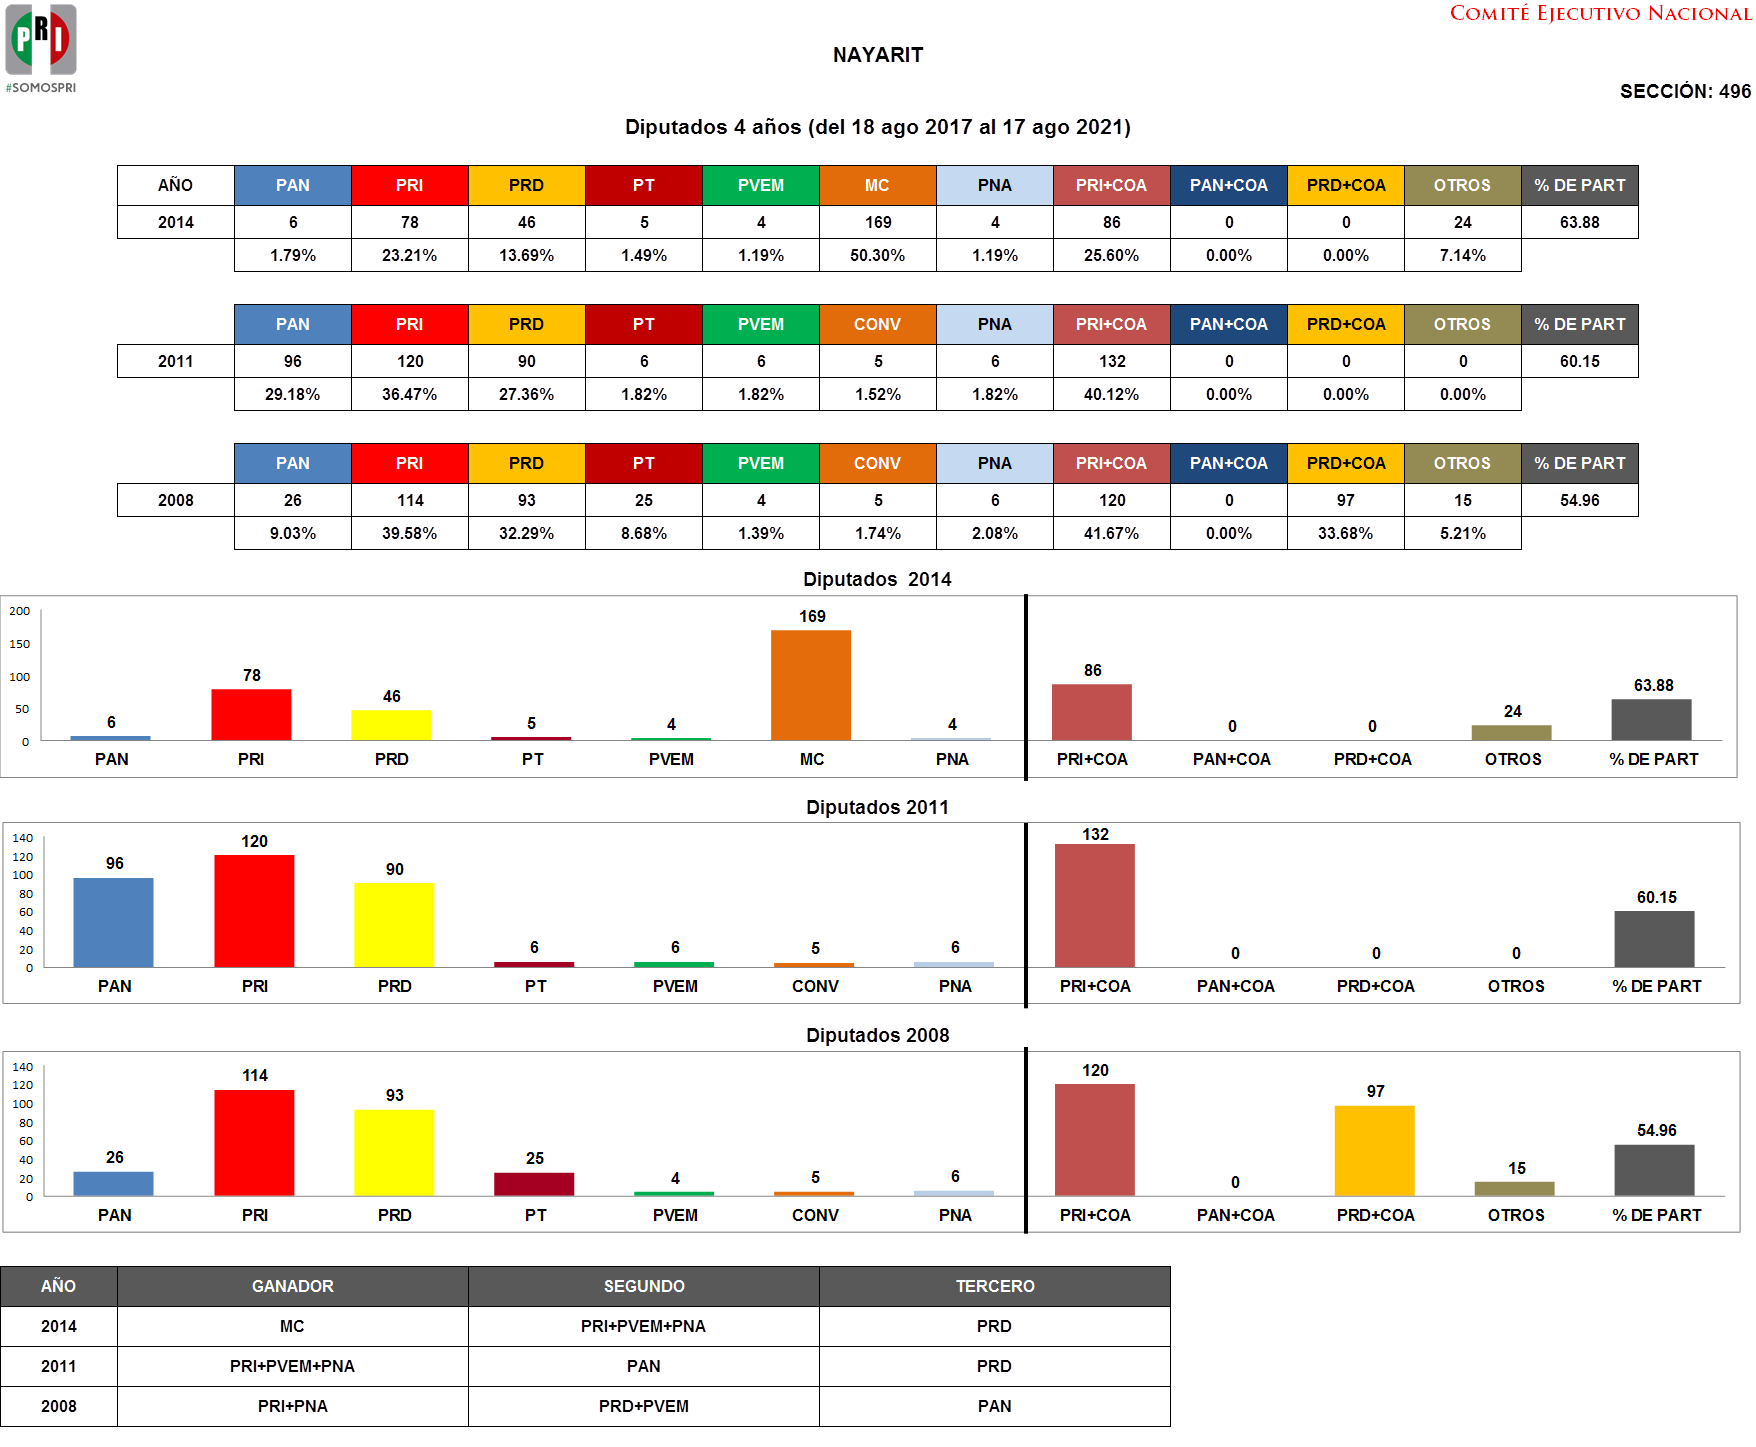 COMITÉ EJECUTIVO NACIONAL
PRI
#SOMOSPRI
NAYARIT
SECCIÓN: 496
Diputados 4 años (del 18 ago 2017 al 17 ago 2021)
AÑO PAN PRI PRD PT PVEM MC PNA PRI+COA PAN+COA PRD+COA OTROS % DE PART
2014 6 78 46 5 4 169 4 86 0 0 24 63.88
1.79% 23.21% 13.69% 1.49% 1.19% 50.30% 1.19% 25.60% 0.00% 0.00% 7.14%
PAN PRI PRD PT PVEM CONV PNA PRI+COA PAN+COA PRD+COA OTROS % DE PART
2011 96 120 90 6 6 5 6 132 0 0 0 60.15
29.18% 36.47% 27.36% 1.82% 1.82% 1.52% 1.82% 40.12% 0.00% 0.00% 0.00%
PAN PRI PRD PT PVEM CONV PNA PRI+COA PAN+COA PRD+COA OTROS % DE PART
2008 26 114 93 25 4 5 6 120 0 97 15 54.96
9.03% 39.58% 32.29% 8.68% 1.39% 1.74% 2.08% 41.67% 0.00% 33.68% 5.21%
Diputados  2014
200
150
100
50
0
6 78 46 5 4 169 4 86 0 0 24 63.88
PAN PRI PRD PT PVEM MC PNA PRI+COA PAN+COA PRD+COA OTROS % DE PART
Diputados 2011
140
120
100
80
60
40
20
0
96 120 90 6 6 5 6 132 0 0 0 60.15
PAN PRI PRD PT PVEM CONV PNA PRI+COA PAN+COA PRD+COA OTROS % DE PART
Diputados 2008
140
120
100
80
60
40
20
0
26 114 93 25 4 5 6 120 0 97 15 54.96
PAN PRI PRD PT PVEM CONV PNA PRI+COA PAN+COA PRD+COA OTROS % DE PART
AÑO GANADOR SEGUNDO TERCERO
2014 MC PRI+PVEM+PNA PRD
2011 PRI+PVEM+PNA PAN PRD
2008 PRI+PNA PRD+PVEM PAN